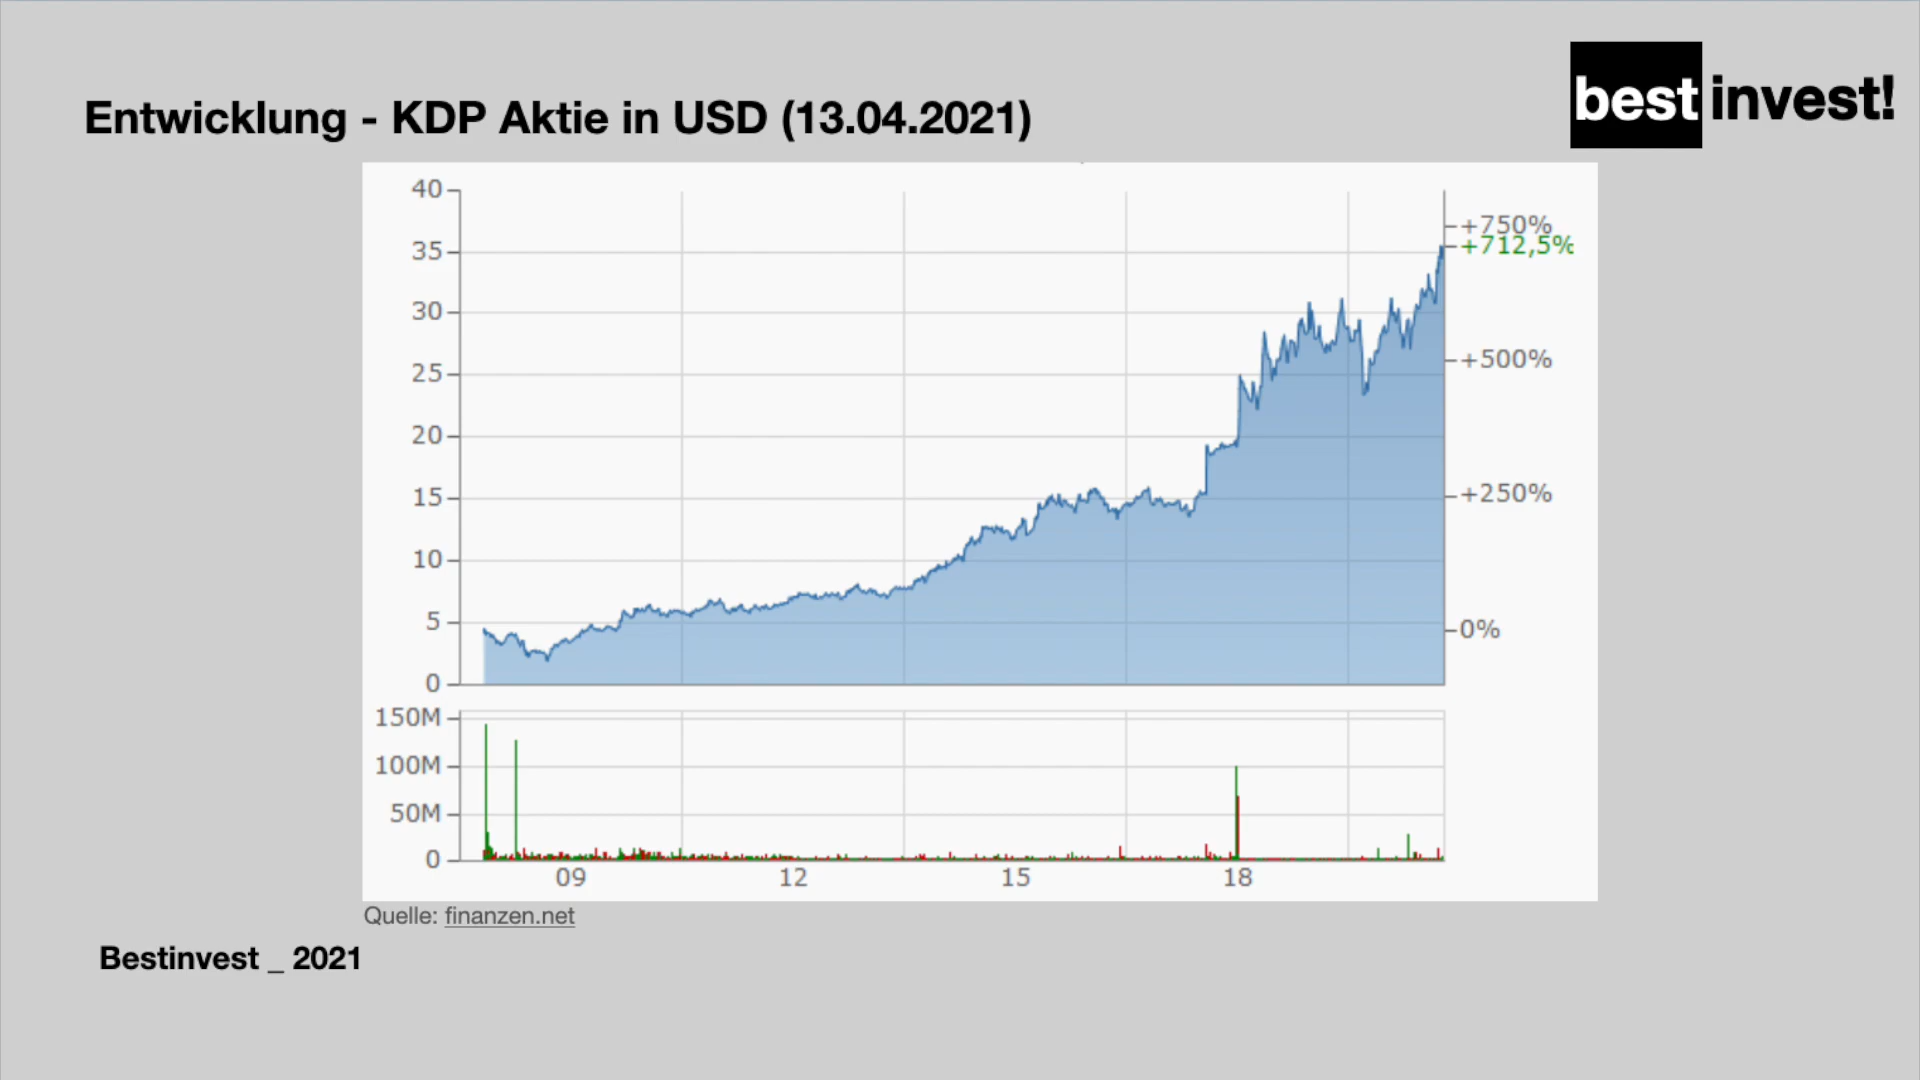 best invest!
Entwicklung - KDP Aktie in USD (13.04.2021)
40
35
30
25
20
15
10
5
0
+750%
+712,5%
+500%
+250%
0%
150M
100M
50M
0
09 12 15 18
Quelle: finanzen.net
Bestinvest _ 2021